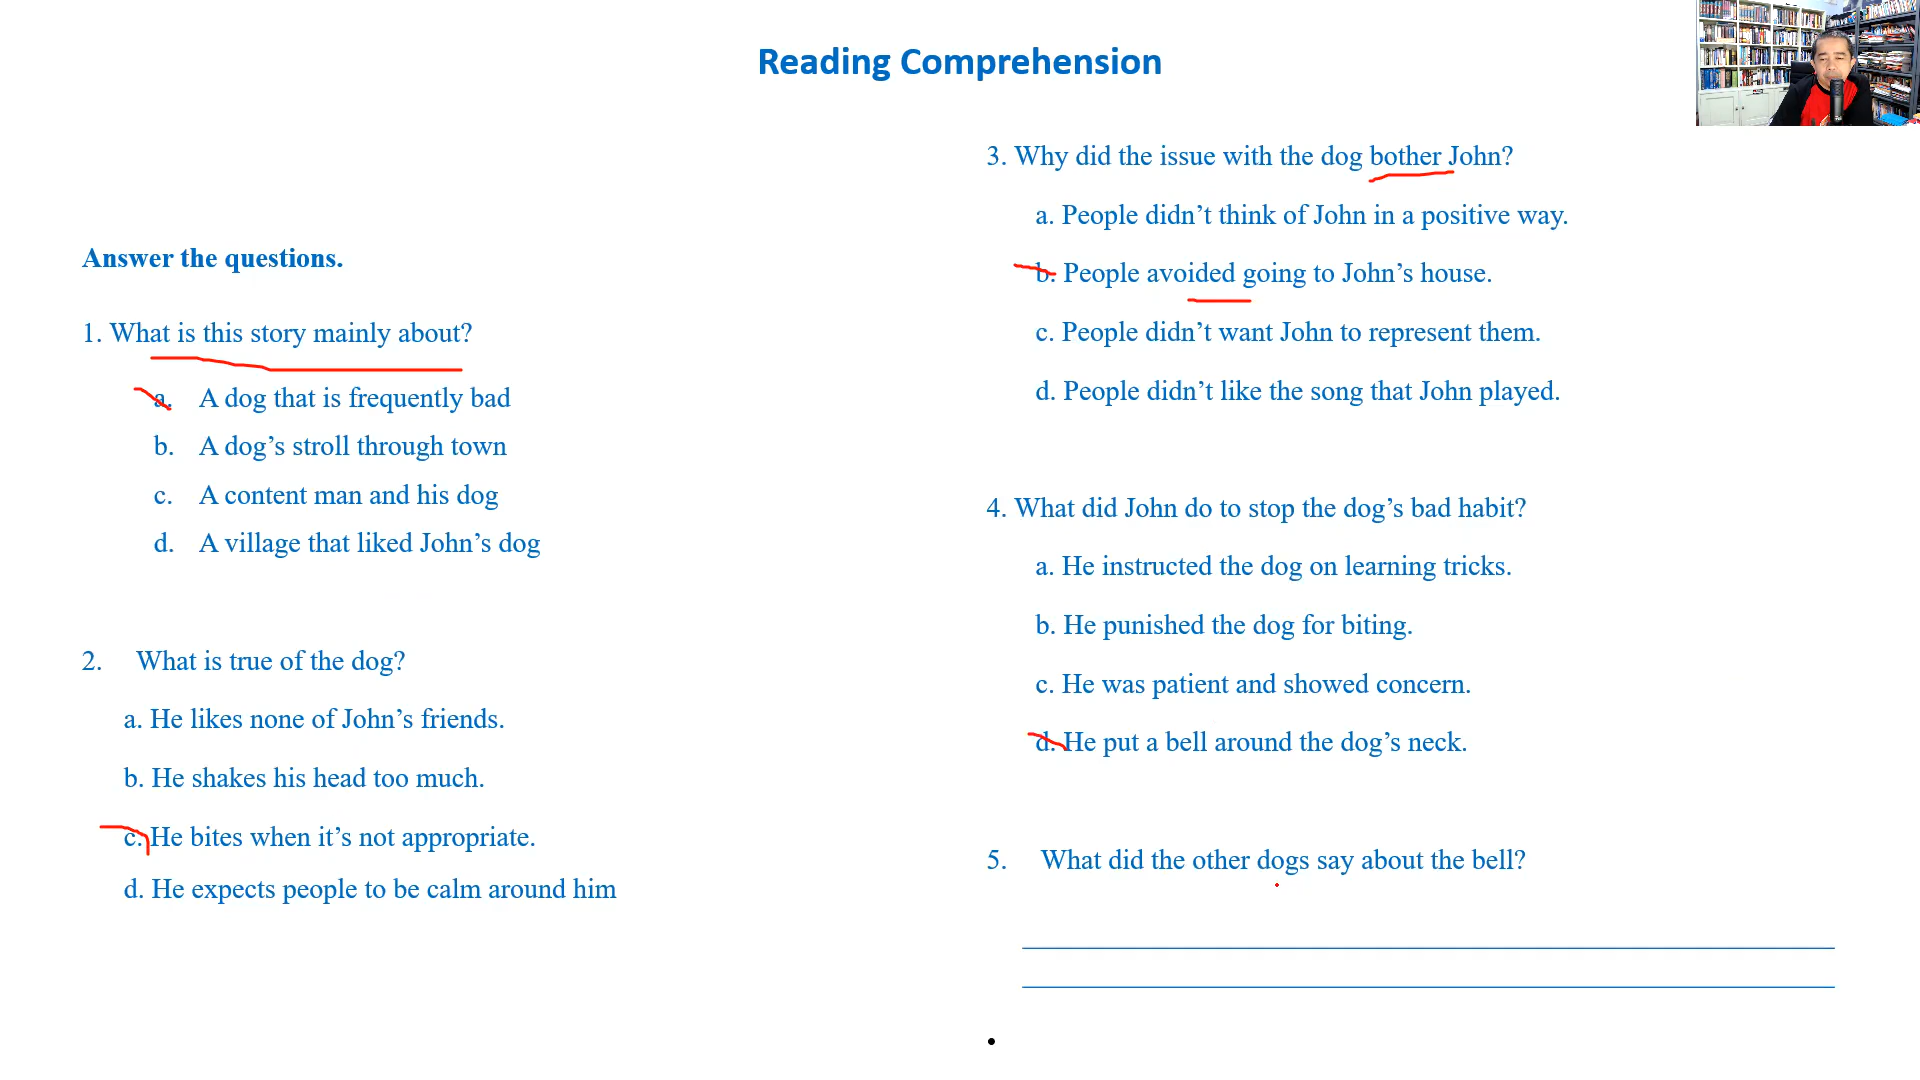 Reading Comprehension
Answer the questions.
1. What is this story mainly about?
a. A dog that is frequently bad
b. A dog’s stroll through town
c. A content man and his dog
d. A village that liked John’s dog
2. What is true of the dog?
a. He likes none of John’s friends.
b. He shakes his head too much.
c. He bites when it’s not appropriate.
d. He expects people to be calm around him
3. Why did the issue with the dog bother John?
a. People didn’t think of John in a positive way.
b. People avoided going to John’s house.
c. People didn’t want John to represent them.
d. People didn’t like the song that John played.
4. What did John do to stop the dog’s bad habit?
a. He instructed the dog on learning tricks.
b. He punished the dog for biting.
c. He was patient and showed concern.
d. He put a bell around the dog’s neck.
5. What did the other dogs say about the bell?